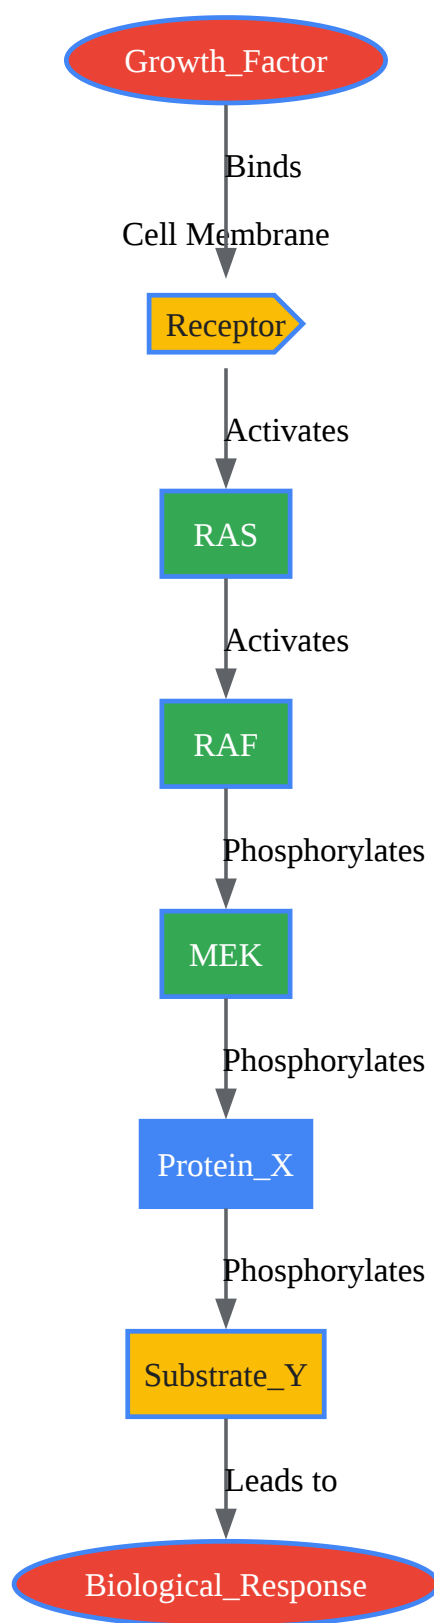 Growth_Factor
Binds
Cell Membrane
Receptor
Activates
RAS
Activates
RAF
Phosphorylates
MEK
Phosphorylates
Protein_X
Phosphorylates
Substrate_Y
Leads to
Biological_Response